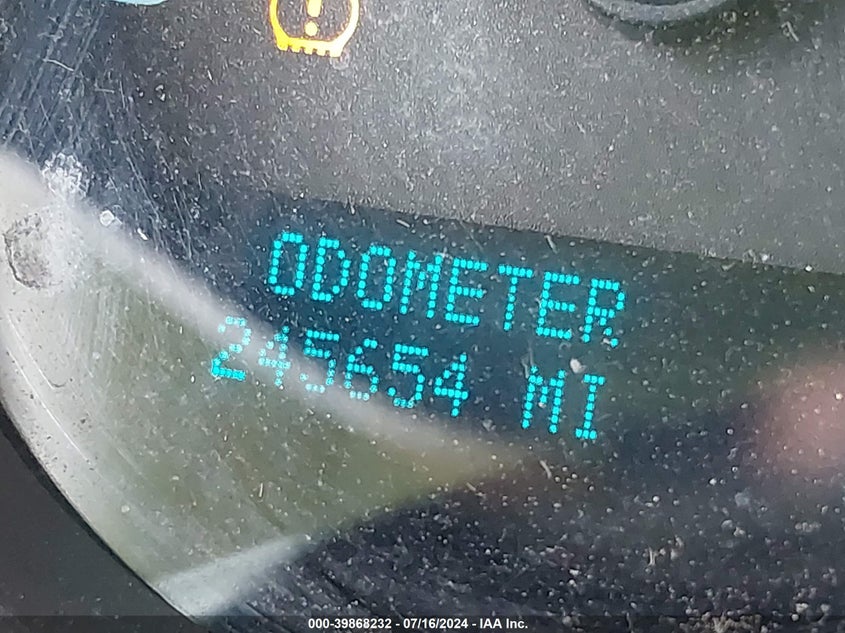 ODOMETER
245654 MI
000-39868232 - 07/16/2024 - IAA Inc.